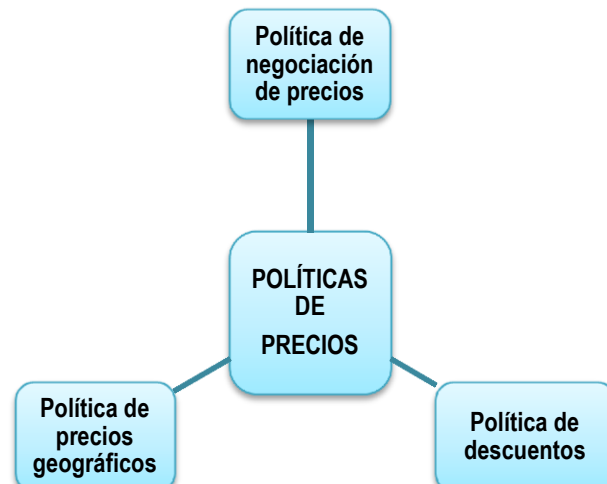 Política de
negociación
de precios
POLÍTICAS
DE
PRECIOS
Política de
precios
geográficos
Política de
descuentos